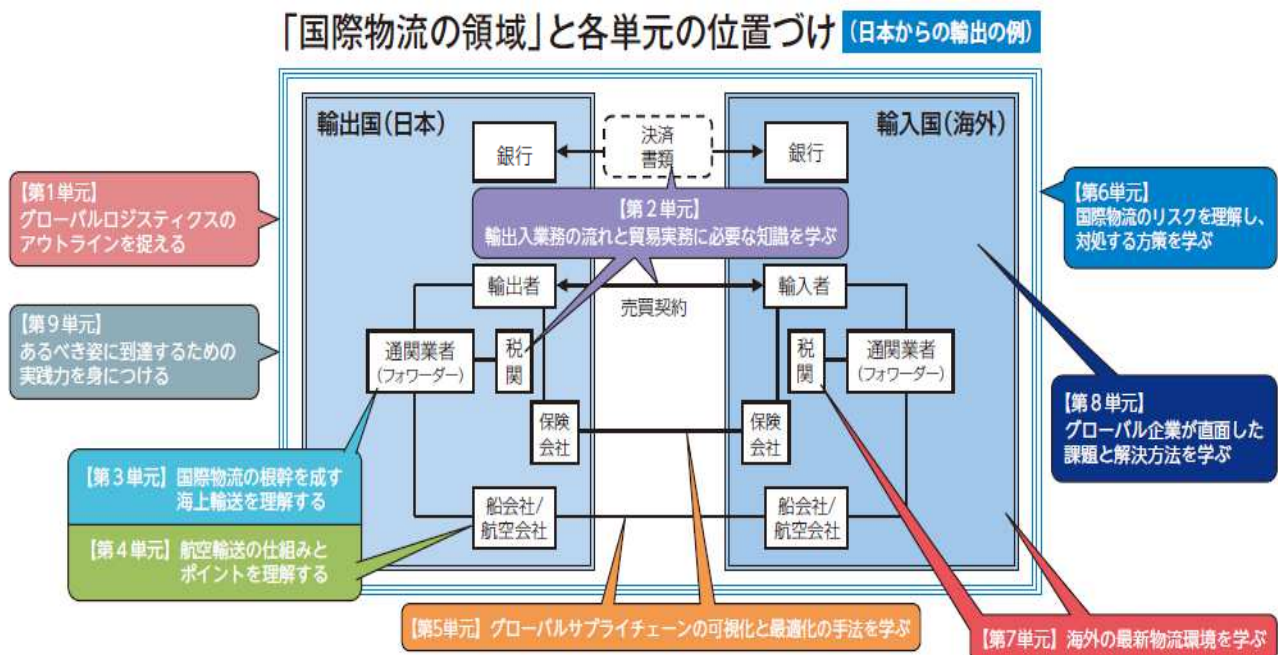 「国際物流の領域」と各単元の位置づけ (日本からの輸出の例)
輸出国(日本)
輸入国(海外)
銀行
決済
書類
銀行
【第1単元】
グローバルロジスティクスの
アウトラインを捉える
【第2単元】
輸出入業務の流れと貿易実務に必要な知識を学ぶ
【第6単元】
国際物流のリスクを理解し、
対処する方策を学ぶ
輸出者
売買契約
輸入者
【第9単元】
あるべき姿に到達するための
実践力を身につける
通関業者
(フォワーダー)
税
関
税
関
通関業者
(フォワーダー)
保険
会社
保険
会社
【第8単元】
グローバル企業が直面した
課題と解決方法を学ぶ
【第3単元】国際物流の根幹を成す
海上輸送を理解する
【第4単元】航空輸送の仕組みと
ポイントを理解する
船会社/
航空会社
船会社/
航空会社
【第5単元】グローバルサプライチェーンの可視化と最適化の手法を学ぶ
【第7単元】海外の最新物流環境を学ぶ